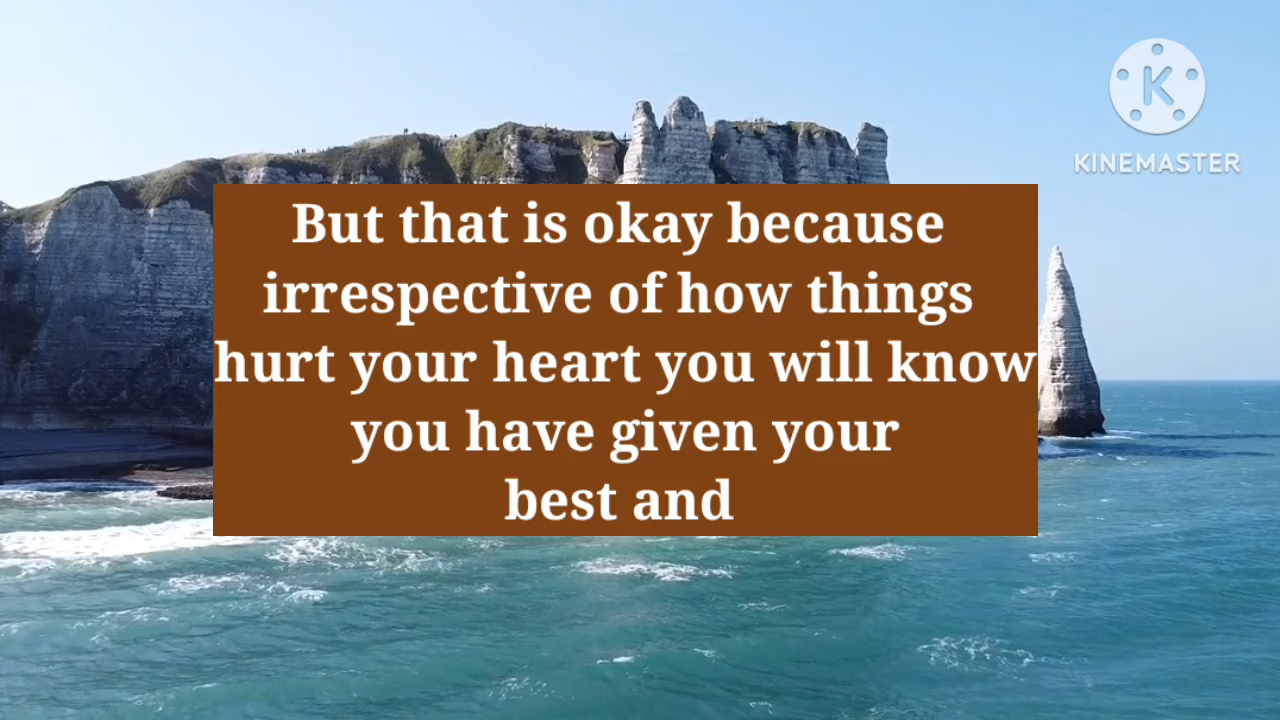 KINEMASTER
But that is okay because
irrespective of how things
hurt your heart you will know
you have given your
best and